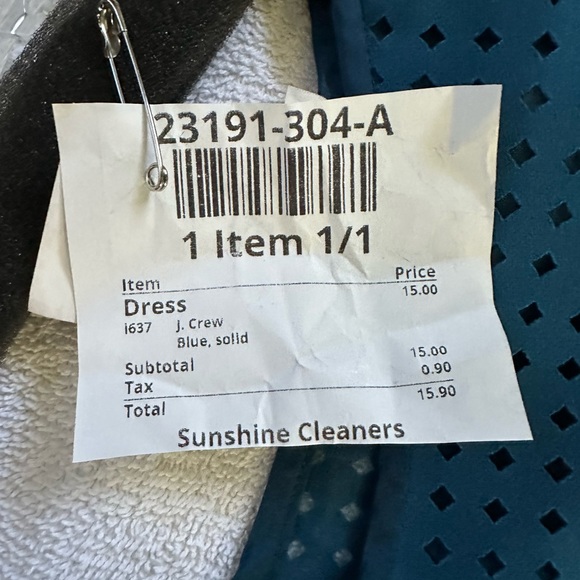 23191-304-A
1 Item 1/1
Item Price
Dress 15.00
I637 J. Crew
Blue, solid
Subtotal 15.00
Tax 0.90
Total 15.90
Sunshine Cleaners